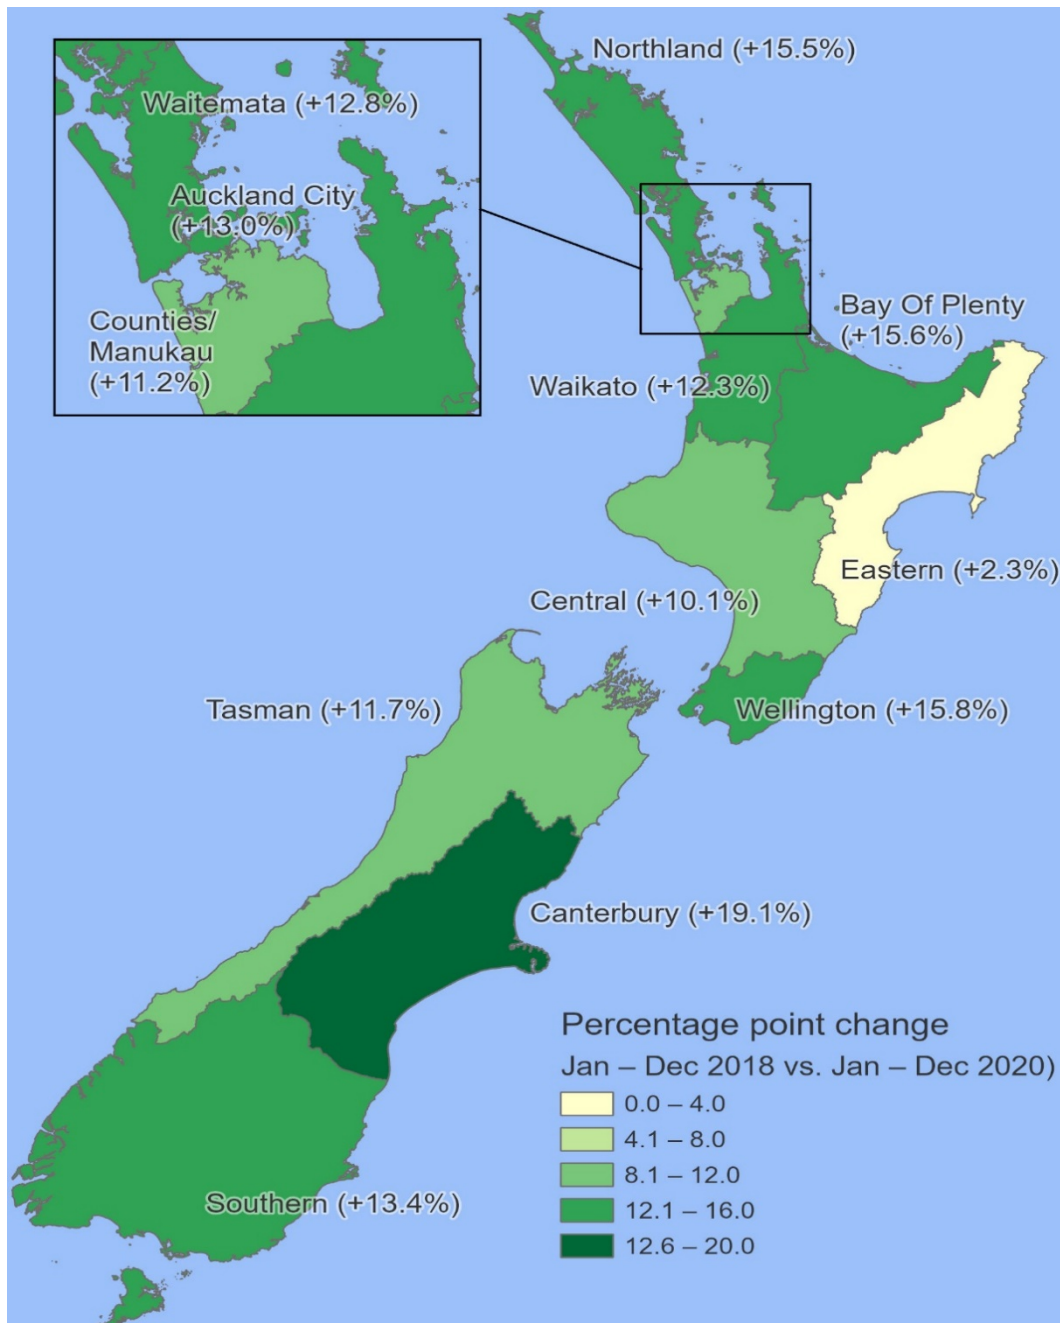 Northland (+15.5%)
Waitemata (+12.8%)
Auckland City
(+13.0%)
Counties/
Manukau
(+11.2%)
Bay Of Plenty
(+15.6%)
Waikato (+12.3%)
Eastern (+2.3%)
Central (+10.1%)
Tasman (+11.7%)
Wellington (+15.8%)
Canterbury (+19.1%)
Southern (+13.4%)
Percentage point change
Jan – Dec 2018 vs. Jan – Dec 2020)
0.0 – 4.0
4.1 – 8.0
8.1 – 12.0
12.1 – 16.0
12.6 – 20.0